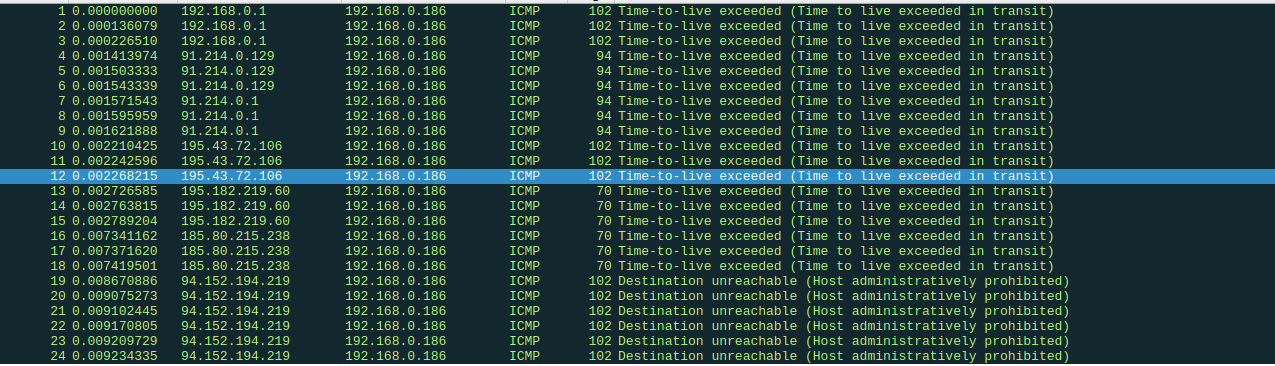 1 0.000000000 192.168.0.1 192.168.0.186 ICMP 102 Time-to-live exceeded (Time to live exceeded in transit)
2 0.000136079 192.168.0.1 192.168.0.186 ICMP 102 Time-to-live exceeded (Time to live exceeded in transit)
3 0.000226510 192.168.0.1 192.168.0.186 ICMP 102 Time-to-live exceeded (Time to live exceeded in transit)
4 0.001413974 91.214.0.129 192.168.0.186 ICMP 94 Time-to-live exceeded (Time to live exceeded in transit)
5 0.001503333 91.214.0.129 192.168.0.186 ICMP 94 Time-to-live exceeded (Time to live exceeded in transit)
6 0.001543339 91.214.0.129 192.168.0.186 ICMP 94 Time-to-live exceeded (Time to live exceeded in transit)
7 0.001571543 91.214.0.1 192.168.0.186 ICMP 94 Time-to-live exceeded (Time to live exceeded in transit)
8 0.001595959 91.214.0.1 192.168.0.186 ICMP 94 Time-to-live exceeded (Time to live exceeded in transit)
9 0.001621888 91.214.0.1 192.168.0.186 ICMP 94 Time-to-live exceeded (Time to live exceeded in transit)
10 0.002210425 195.43.72.106 192.168.0.186 ICMP 102 Time-to-live exceeded (Time to live exceeded in transit)
11 0.002242596 195.43.72.106 192.168.0.186 ICMP 102 Time-to-live exceeded (Time to live exceeded in transit)
12 0.002268215 195.43.72.106 192.168.0.186 ICMP 102 Time-to-live exceeded (Time to live exceeded in transit)
13 0.002726585 195.182.219.60 192.168.0.186 ICMP 70 Time-to-live exceeded (Time to live exceeded in transit)
14 0.002763815 195.182.219.60 192.168.0.186 ICMP 70 Time-to-live exceeded (Time to live exceeded in transit)
15 0.002789204 195.182.219.60 192.168.0.186 ICMP 70 Time-to-live exceeded (Time to live exceeded in transit)
16 0.007341162 185.80.215.238 192.168.0.186 ICMP 70 Time-to-live exceeded (Time to live exceeded in transit)
17 0.007371620 185.80.215.238 192.168.0.186 ICMP 70 Time-to-live exceeded (Time to live exceeded in transit)
18 0.007419501 185.80.215.238 192.168.0.186 ICMP 70 Time-to-live exceeded (Time to live exceeded in transit)
19 0.008670886 94.152.194.219 192.168.0.186 ICMP 102 Destination unreachable (Host administratively prohibited)
20 0.009075273 94.152.194.219 192.168.0.186 ICMP 102 Destination unreachable (Host administratively prohibited)
21 0.009102445 94.152.194.219 192.168.0.186 ICMP 102 Destination unreachable (Host administratively prohibited)
22 0.009170805 94.152.194.219 192.168.0.186 ICMP 102 Destination unreachable (Host administratively prohibited)
23 0.009209729 94.152.194.219 192.168.0.186 ICMP 102 Destination unreachable (Host administratively prohibited)
24 0.009234335 94.152.194.219 192.168.0.186 ICMP 102 Destination unreachable (Host administratively prohibited)